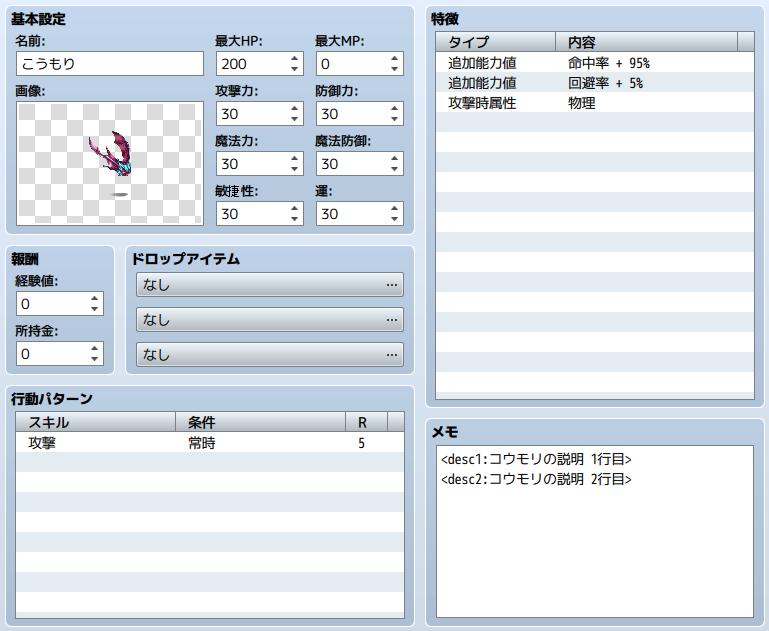 基本設定
名前:
こうもり
画像:
最大HP: 最大MP:
200 0
攻撃力: 防御力:
30 30
魔法力: 魔法防御:
30 30
敏捷性: 運:
30 30
報酬
経験値:
0
所持金:
0
ドロップアイテム
なし ...
なし ...
なし ...
行動パターン
スキル 条件 R
攻撃 常時 5
特徴
タイプ 内容
追加能力値 命中率 + 95%
追加能力値 回避率 + 5%
攻撃時属性 物理
メモ
<desc1:コウモリの説明 1行目>
<desc2:コウモリの説明 2行目>